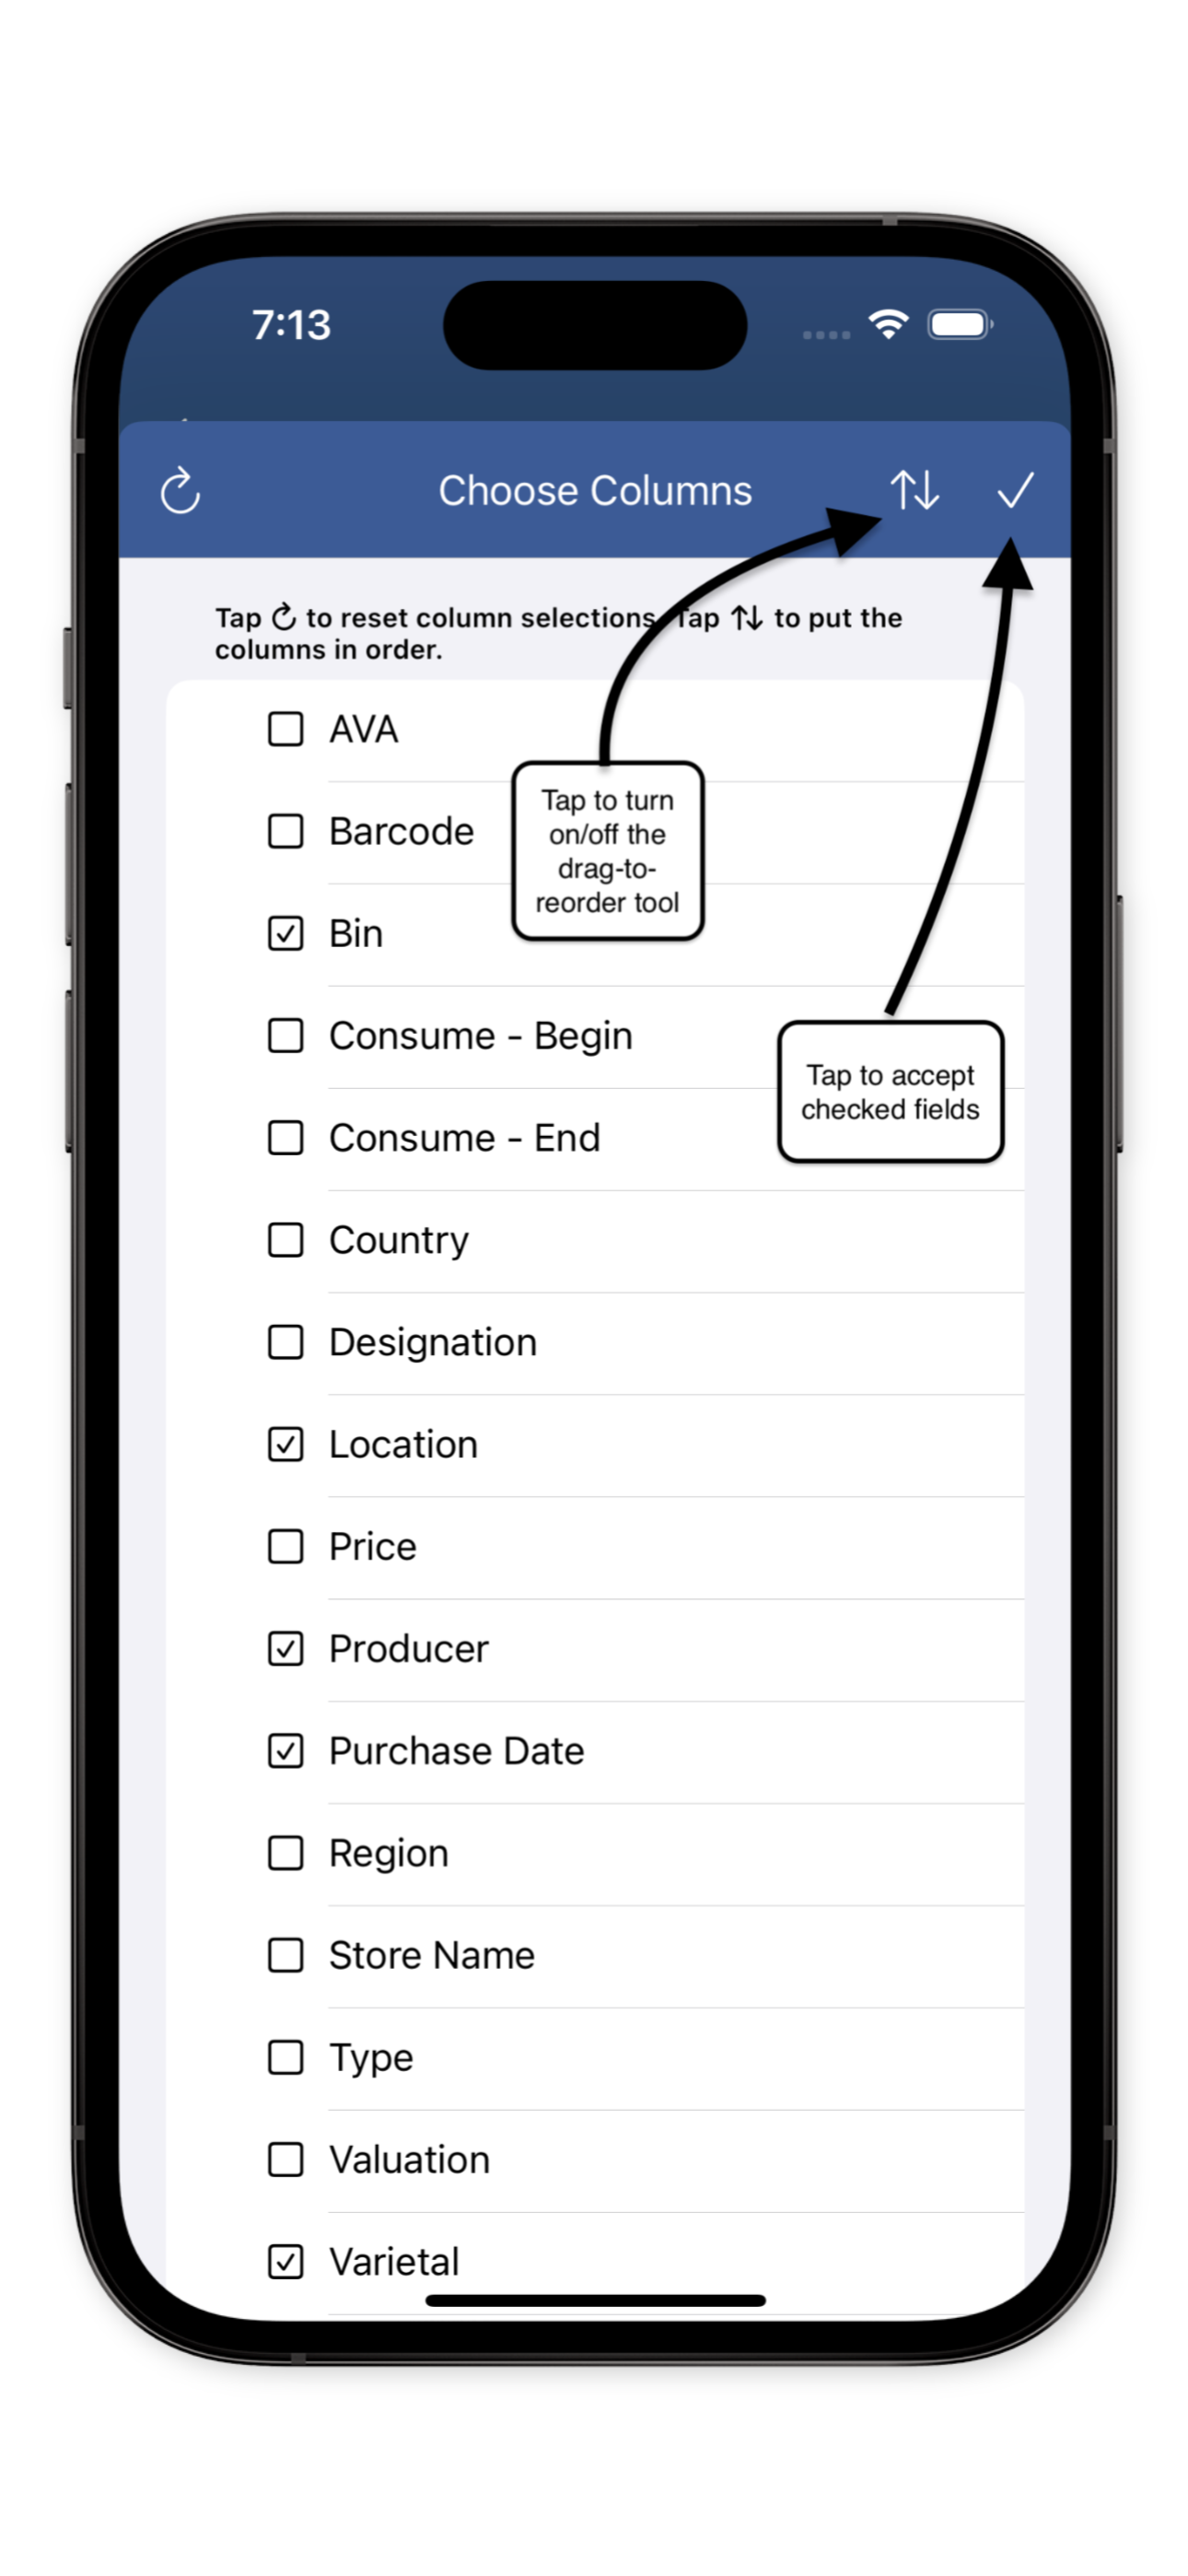 7:13
Choose Columns
Tap to reset column selections. Tap to put the
columns in order.
AVA
Barcode
Bin
Consume - Begin
Consume - End
Country
Designation
Location
Price
Producer
Purchase Date
Region
Store Name
Type
Valuation
Varietal
Tap to turn
on/off the
drag-to-
reorder tool
Tap to accept
checked fields